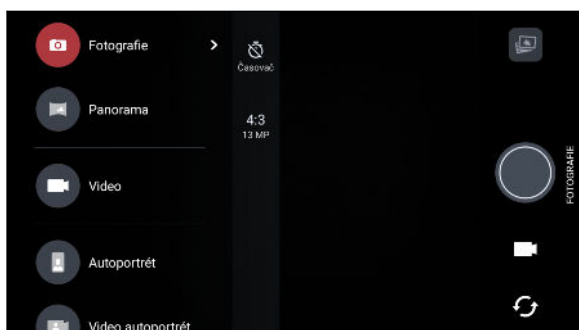 Fotografie
Panorama
Video
Autoportrét
Video autoportrét
Časovač
4:3
13 MP
FOTOGRAFIE